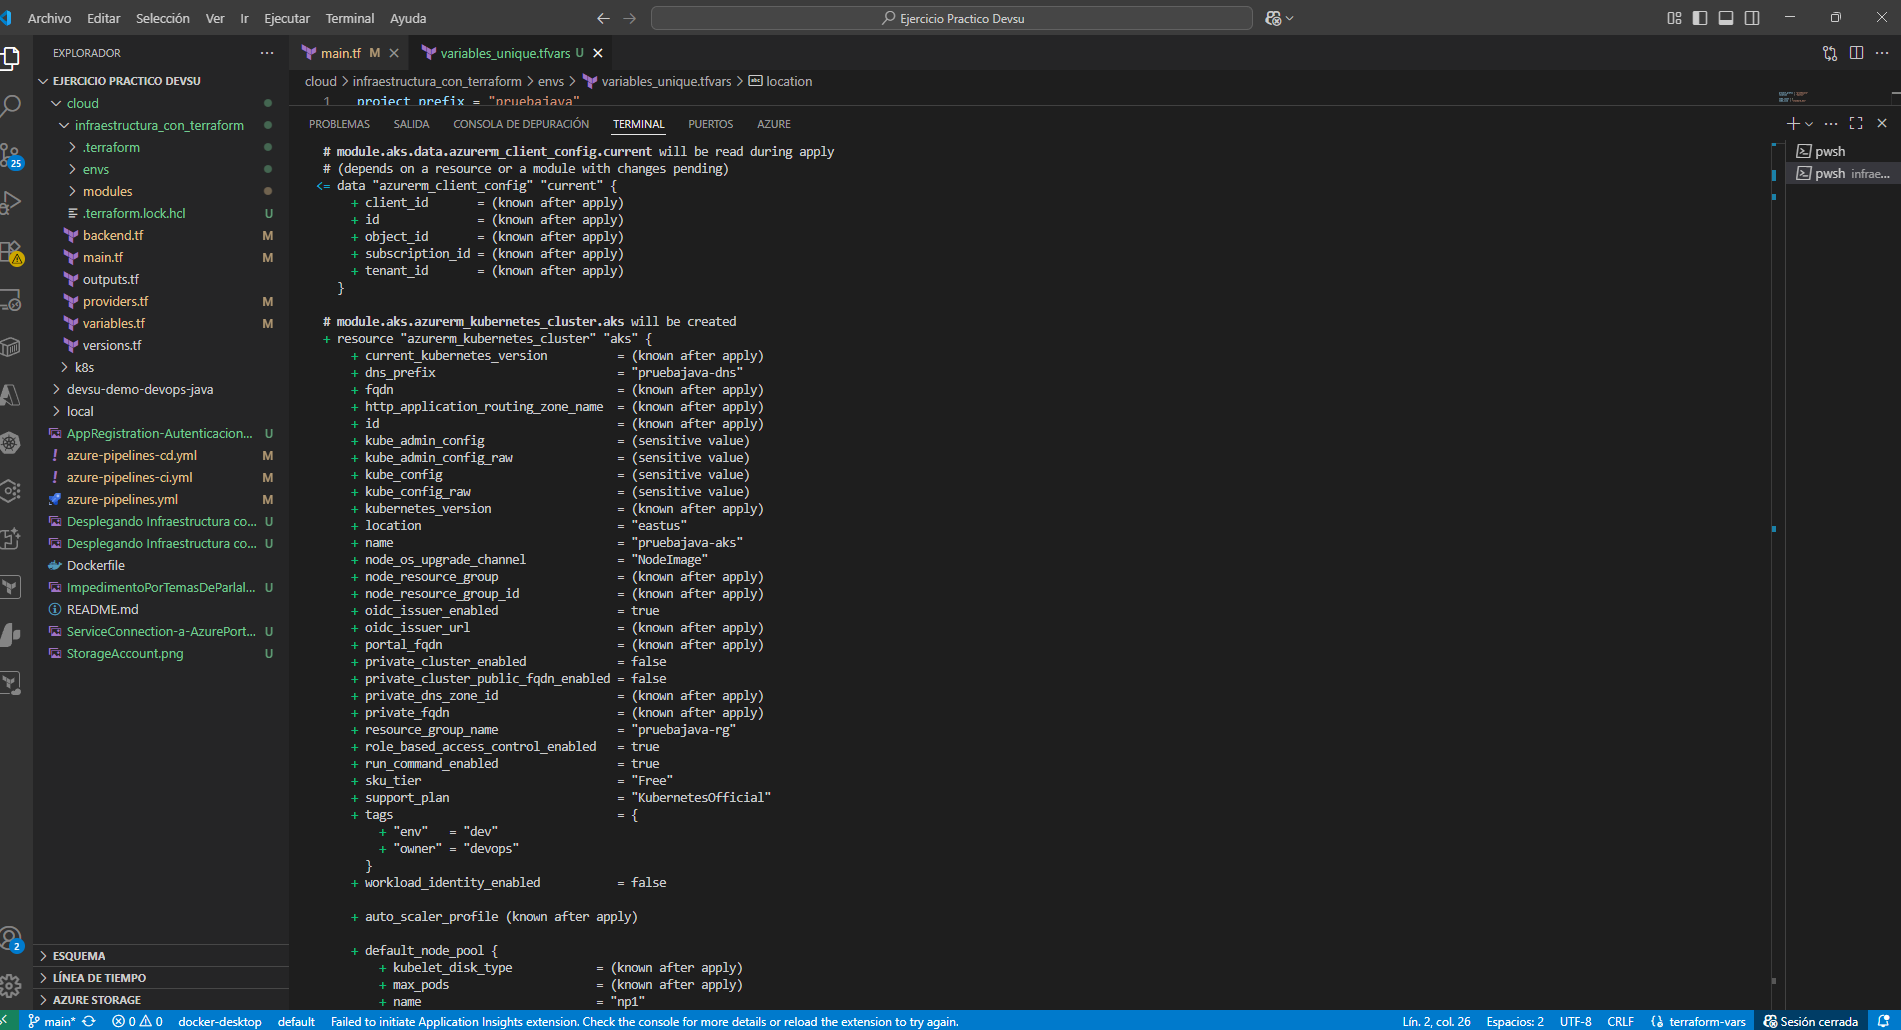 Archivo Editar Selección Ver Ir Ejecutar Terminal Ayuda
Ejercicio Practico Devsu
EXPLORADOR
main.tf M
variables_unique.tfvars U
EJERCICIO PRACTICO DEVSU
cloud > infraestructura_con_terraform > envs > variables_unique.tfvars > location
1 project_prefix = "pruebajava"
cloud
infraestructura_con_terraform
.terraform
envs
modules
.terraform.lock.hcl U
backend.tf M
main.tf M
outputs.tf
providers.tf M
variables.tf M
versions.tf
k8s
devsu-demo-devops-java
local
AppRegistration-Autenticacion... U
azure-pipelines-cd.yml M
azure-pipelines-ci.yml M
azure-pipelines.yml M
Desplegando Infraestructura co... U
Desplegando Infraestructura co... U
Dockerfile
ImpedimentoPorTemasDeParlal... U
README.md
ServiceConnection-a-AzurePort... U
StorageAccount.png U
ESQUEMA
LÍNEA DE TIEMPO
AZURE STORAGE
25
2
PROBLEMAS SALIDA CONSOLA DE DEPURACIÓN TERMINAL PUERTOS AZURE
pwsh
pwsh infrae...
# module.aks.data.azurerm_client_config.current will be read during apply
# (depends on a resource or a module with changes pending)
<= data "azurerm_client_config" "current" {
+ client_id = (known after apply)
+ id = (known after apply)
+ object_id = (known after apply)
+ subscription_id = (known after apply)
+ tenant_id = (known after apply)
}
# module.aks.azurerm_kubernetes_cluster.aks will be created
+ resource "azurerm_kubernetes_cluster" "aks" {
+ current_kubernetes_version = (known after apply)
+ dns_prefix = "pruebajava-dns"
+ fqdn = (known after apply)
+ http_application_routing_zone_name = (known after apply)
+ id = (known after apply)
+ kube_admin_config = (sensitive value)
+ kube_admin_config_raw = (sensitive value)
+ kube_config = (sensitive value)
+ kube_config_raw = (sensitive value)
+ kubernetes_version = (known after apply)
+ location = "eastus"
+ name = "pruebajava-aks"
+ node_os_upgrade_channel = "NodeImage"
+ node_resource_group = (known after apply)
+ node_resource_group_id = (known after apply)
+ oidc_issuer_enabled = true
+ oidc_issuer_url = (known after apply)
+ portal_fqdn = (known after apply)
+ private_cluster_enabled = false
+ private_cluster_public_fqdn_enabled = false
+ private_dns_zone_id = (known after apply)
+ private_fqdn = (known after apply)
+ resource_group_name = "pruebajava-rg"
+ role_based_access_control_enabled = true
+ run_command_enabled = true
+ sku_tier = "Free"
+ support_plan = "KubernetesOfficial"
+ tags = {
+ "env" = "dev"
+ "owner" = "devops"
}
+ workload_identity_enabled = false
+ auto_scaler_profile (known after apply)
+ default_node_pool {
+ kubelet_disk_type = (known after apply)
+ max_pods = (known after apply)
+ name = "np1"
main* 0 0 docker-desktop default Failed to initiate Application Insights extension. Check the console for more details or reload the extension to try again. Lín. 2, col. 26 Espacios: 2 UTF-8 CRLF terraform-vars Sesión cerrada